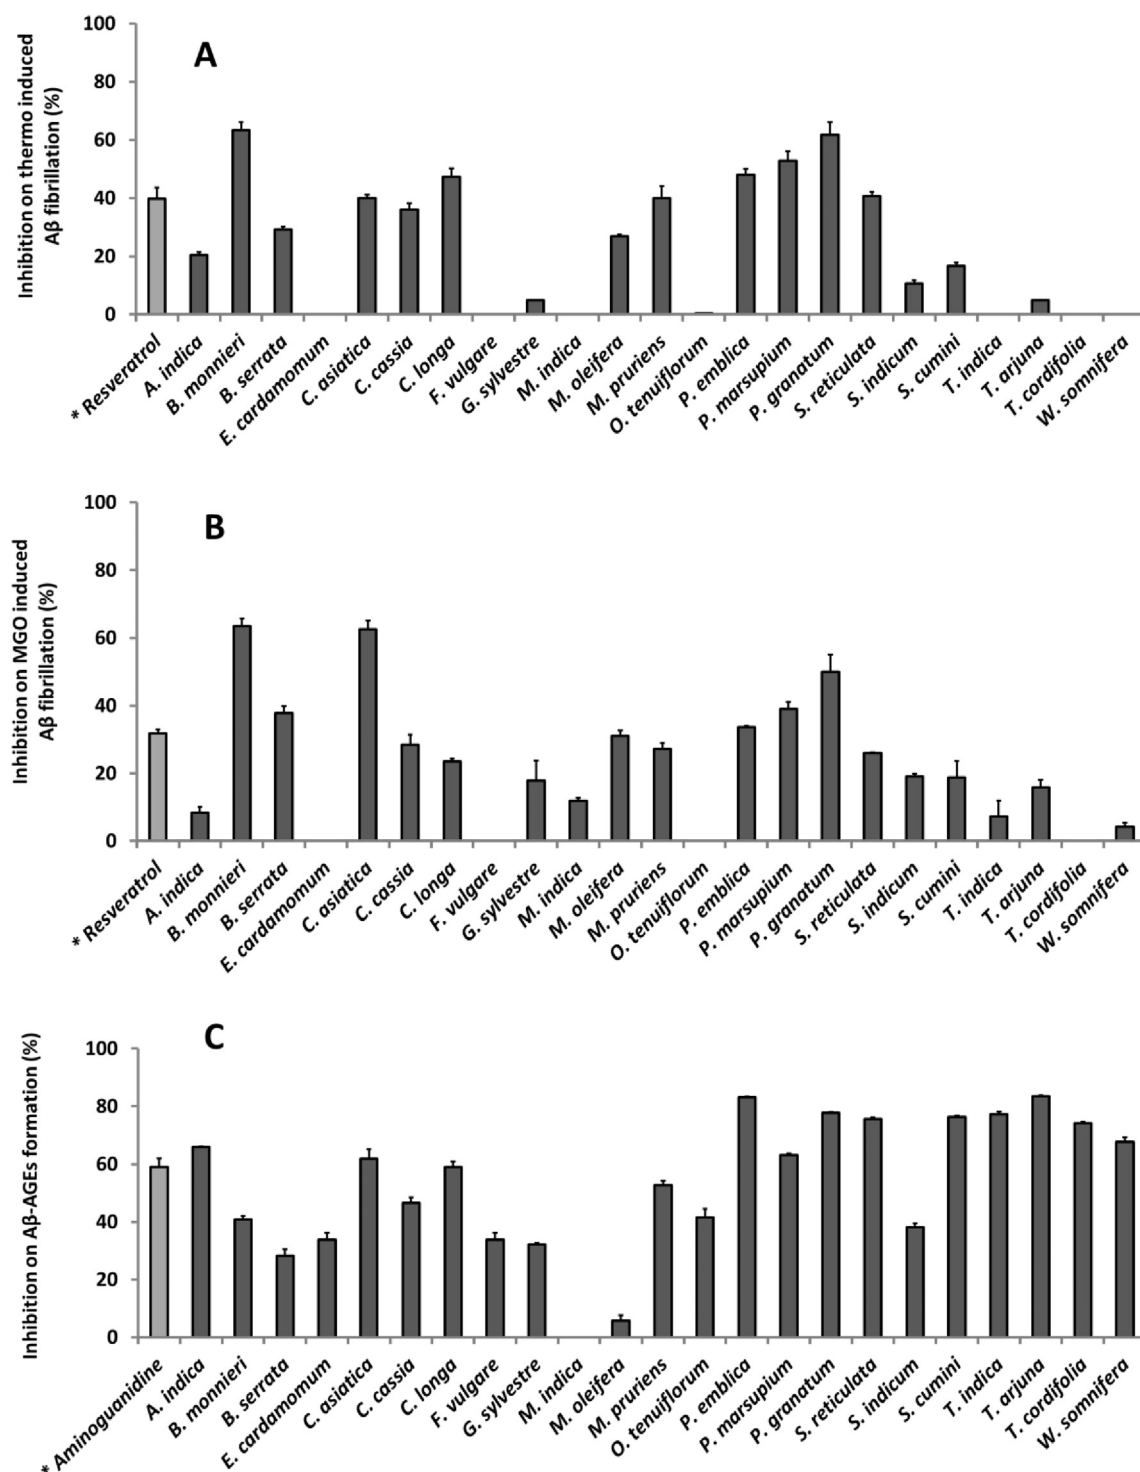 A
Inhibition on thermo induced
Aβ fibrillation (%)
100
80
60
40
20
0
* Resveratrol
A. indica
B. monnieri
B. serrata
E. cardamomum
C. asiatica
C. cassia
C. longa
F. vulgare
G. sylvestre
M. indica
M. oleifera
M. pruriens
O. tenuiflorum
P. emblica
P. marsupium
P. granatum
S. reticulata
S. indicum
S. cumini
T. indica
T. arjuna
T. cordifolia
W. somnifera
B
Inhibition on MGO induced
Aβ fibrillation (%)
100
80
60
40
20
0
* Resveratrol
A. indica
B. monnieri
B. serrata
E. cardamomum
C. asiatica
C. cassia
C. longa
F. vulgare
G. sylvestre
M. indica
M. oleifera
M. pruriens
O. tenuiflorum
P. emblica
P. marsupium
P. granatum
S. reticulata
S. indicum
S. cumini
T. indica
T. arjuna
T. cordifolia
W. somnifera
C
Inhibition on Aβ-AGEs formation (%)
100
80
60
40
20
0
* Aminoguanidine
A. indica
B. monnieri
B. serrata
E. cardamomum
C. asiatica
C. cassia
C. longa
F. vulgare
G. sylvestre
M. indica
M. oleifera
M. pruriens
O. tenuiflorum
P. emblica
P. marsupium
P. granatum
S. reticulata
S. indicum
S. cumini
T. indica
T. arjuna
T. cordifolia
W. somnifera